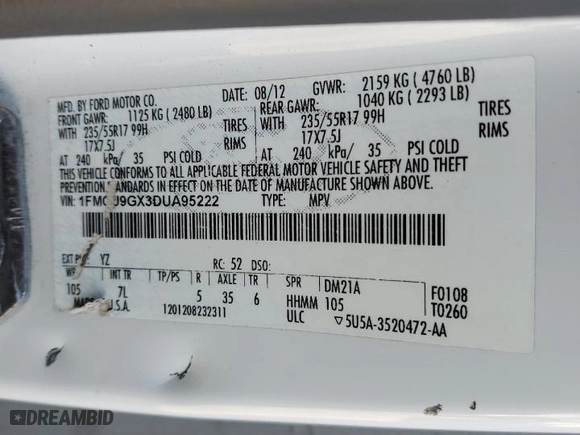 MFD. BY FORD MOTOR CO.
DATE: 08/12 GVWR: 2159 KG ( 4760 LB)
FRONT GAWR: 1125 KG ( 2480 LB) REAR GAWR: 1040 KG ( 2293 LB)
WITH 235/55R17 99H TIRES WITH 235/55R17 99H TIRES
17X7.5J RIMS 17X7.5J RIMS
AT 240 kPa/ 35 PSI COLD AT 240 kPa/ 35 PSI COLD
THIS VEHICLE CONFORMS TO ALL APPLICABLE FEDERAL MOTOR VEHICLE SAFETY AND THEFT
PREVENTION STANDARDS IN EFFECT ON THE DATE OF MANUFACTURE SHOWN ABOVE.
VIN: TYPE: MPV
EXT YZ RC: 52 DSO:
INT TR TP/PS R AXLE TR SPR DM21A F0108
105 7L 5 35 6 HHMM 105 T0260
U.S.A. 1201208232311 ULC ▽5U5A-3520472-AA
DREAMBID